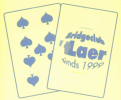 Bridgeclub
't Laer
sinds 1999